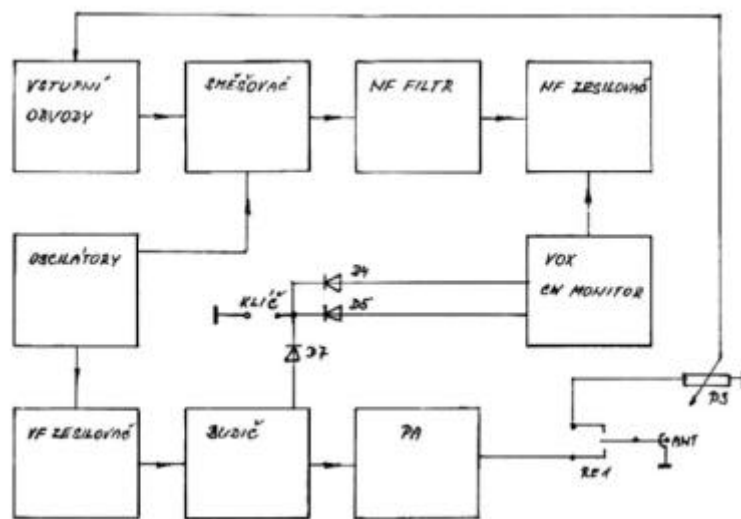 VSTUPNÍ
OBVODY
SMĚŠOVAČ
NF FILTR
NF ZESILOVAČ
OSCILÁTORY
VOX
CW MONITOR
KLÍČ
D4
D5
D7
VF ZESILOVAČ
BUDIČ
PA
RE1
ANT